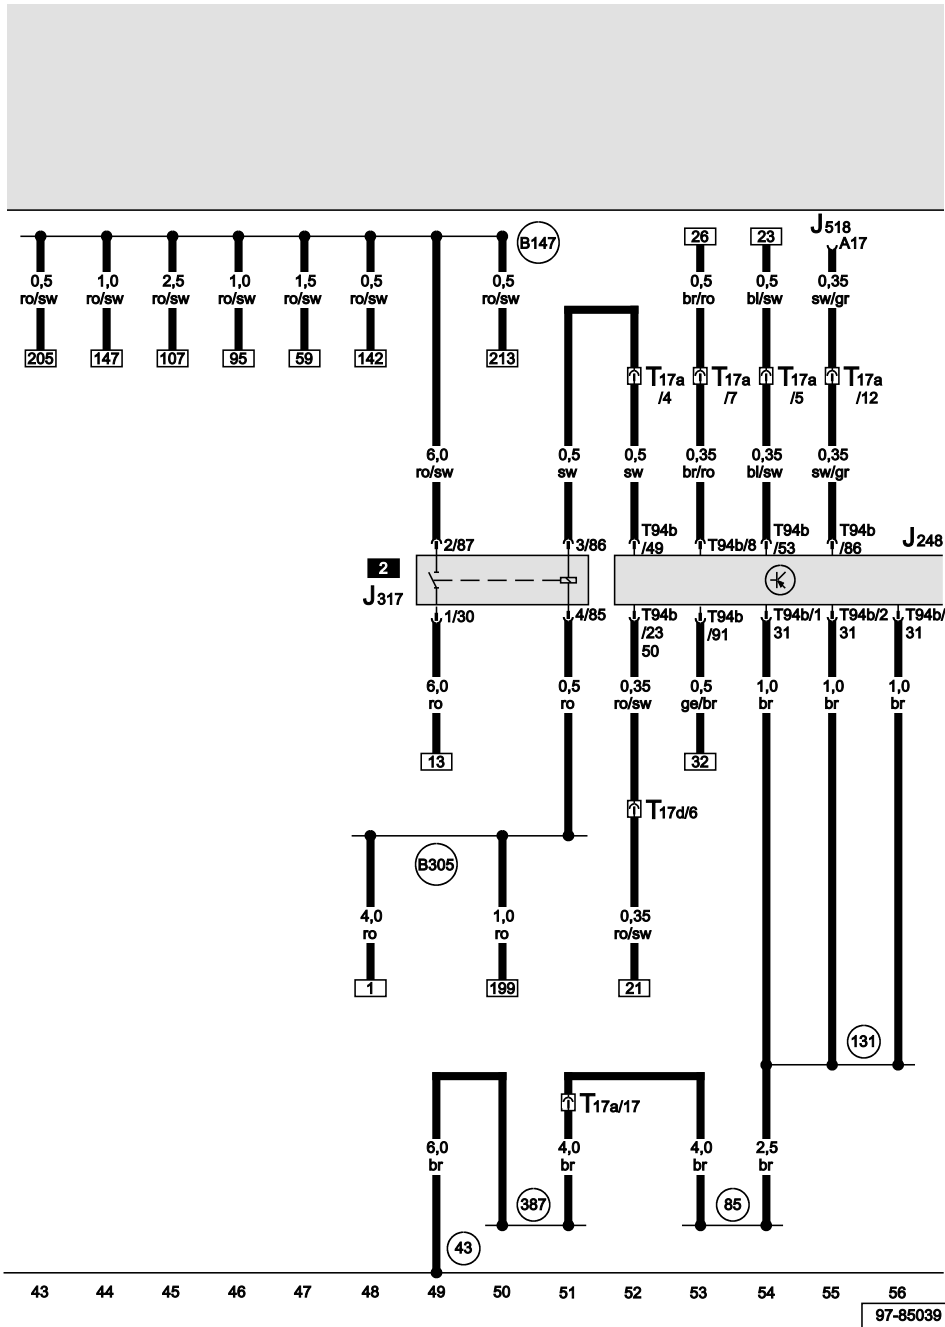 J518
A17
26
23
B147
0,5
ro/sw
1,0
ro/sw
2,5
ro/sw
1,0
ro/sw
1,5
ro/sw
0,5
ro/sw
0,5
ro/sw
0,5
br/ro
0,5
bl/sw
0,35
sw/gr
205
147
107
95
59
142
213
T17a
/4
T17a
/7
T17a
/5
T17a
/12
6,0
ro/sw
0,5
sw
0,5
sw
0,35
br/ro
0,35
bl/sw
0,35
sw/gr
2/87
3/86
T94b
/49
T94b/8
T94b
/53
T94b
/86
J248
2
J317
1/30
4/85
T94b
/23
50
T94b
/91
T94b/1
31
T94b/2
31
T94b/
31
6,0
ro
0,5
ro
0,35
ro/sw
0,5
ge/br
1,0
br
1,0
br
1,0
br
13
32
T17d/6
B305
4,0
ro
1,0
ro
0,35
ro/sw
1
199
21
131
T17a/17
6,0
br
4,0
br
4,0
br
2,5
br
387
85
43
43 44 45 46 47 48 49 50 51 52 53 54 55 56
97-85039